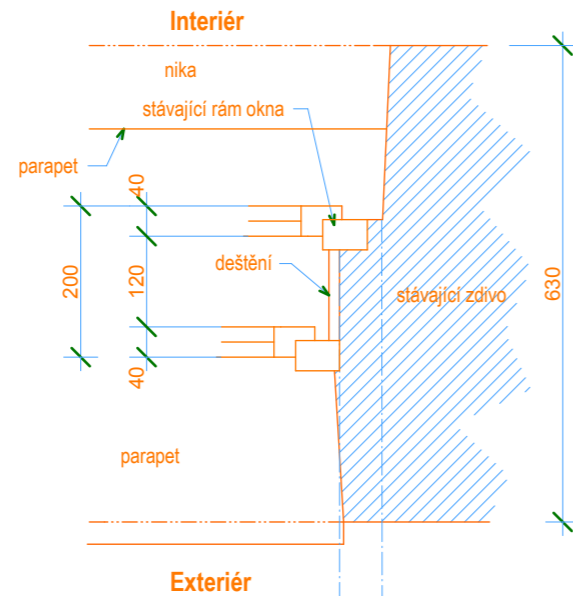 Interiér
nika
stávající rám okna
parapet
40
200
120
deštění
stávající zdivo
630
40
parapet
Exteriér